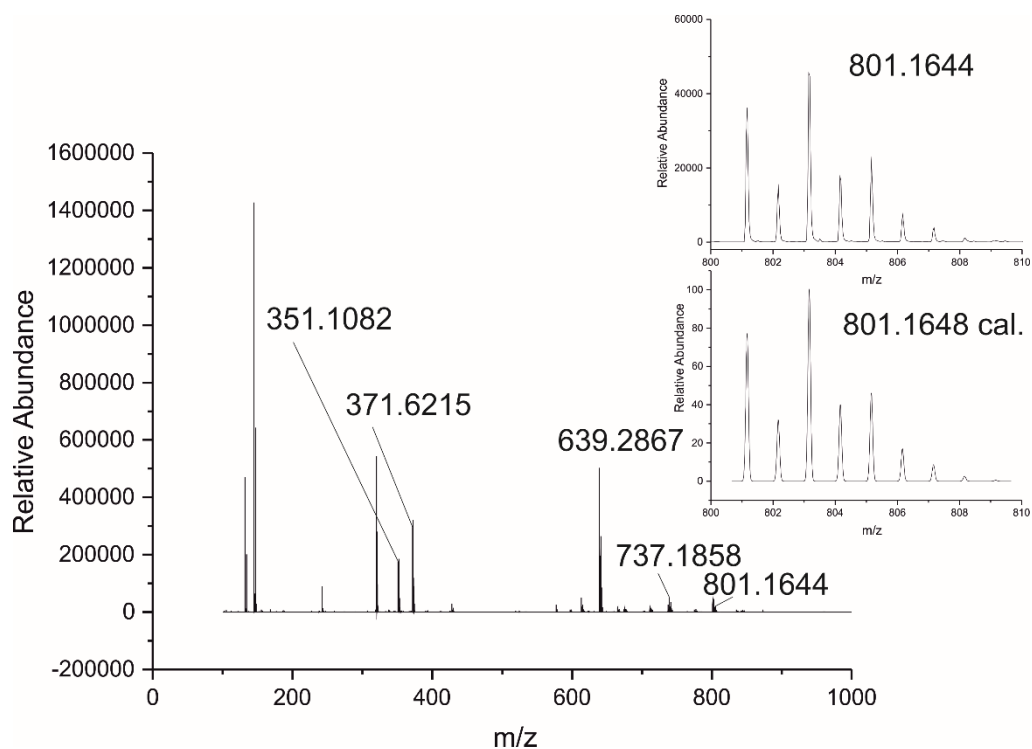 60000
801.1644
40000
Relative Abundance
20000
0
800 802 804 806 808 810
m/z
100
801.1648 cal.
80
60
Relative Abundance
40
20
0
800 802 804 806 808 810
m/z
1600000
1400000
1200000
1000000
800000
600000
400000
200000
0
-200000
Relative Abundance
351.1082
371.6215
639.2867
737.1858
801.1644
0 200 400 600 800 1000
m/z